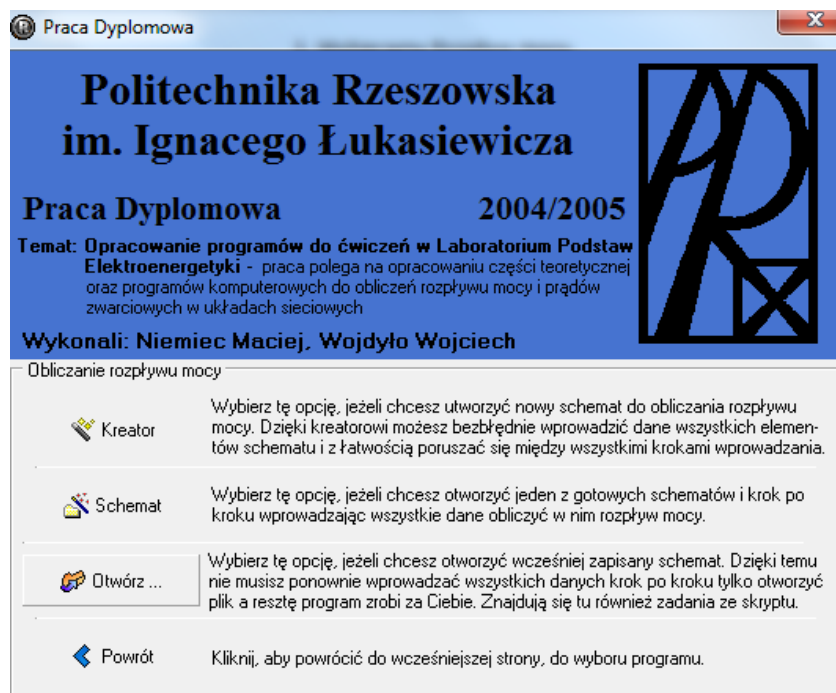 Praca Dyplomowa
Politechnika Rzeszowska
im. Ignacego Łukasiewicza
Praca Dyplomowa 2004/2005
Temat: Opracowanie programów do ćwiczeń w Laboratorium Podstaw
Elektroenergetyki - praca polega na opracowaniu części teoretycznej
oraz programów komputerowych do obliczeń rozpływu mocy i prądów
zwarciowych w układach sieciowych
Wykonali: Niemiec Maciej, Wojdyło Wojciech
Obliczanie rozpływu mocy
Kreator
Wybierz tę opcję, jeżeli chcesz utworzyć nowy schemat do obliczania rozpływu
mocy. Dzięki kreatorowi możesz bezbłędnie wprowadzić dane wszystkich elemen-
tów schematu i z łatwością poruszać się między wszystkimi krokami wprowadzania.
Schemat
Wybierz tę opcję, jeżeli chcesz otworzyć jeden z gotowych schematów i krok po
kroku wprowadzając wszystkie dane obliczyć w nim rozpływ mocy.
Otwórz ...
Wybierz tę opcję, jeżeli chcesz otworzyć wcześniej zapisany schemat. Dzięki temu
nie musisz ponownie wprowadzać wszystkich danych krok po kroku tylko otworzyć
plik a resztę program zrobi za Ciebie. Znajdują się tu również zadania ze skryptu.
Powrót
Kliknij, aby powrócić do wcześniejszej strony, do wyboru programu.